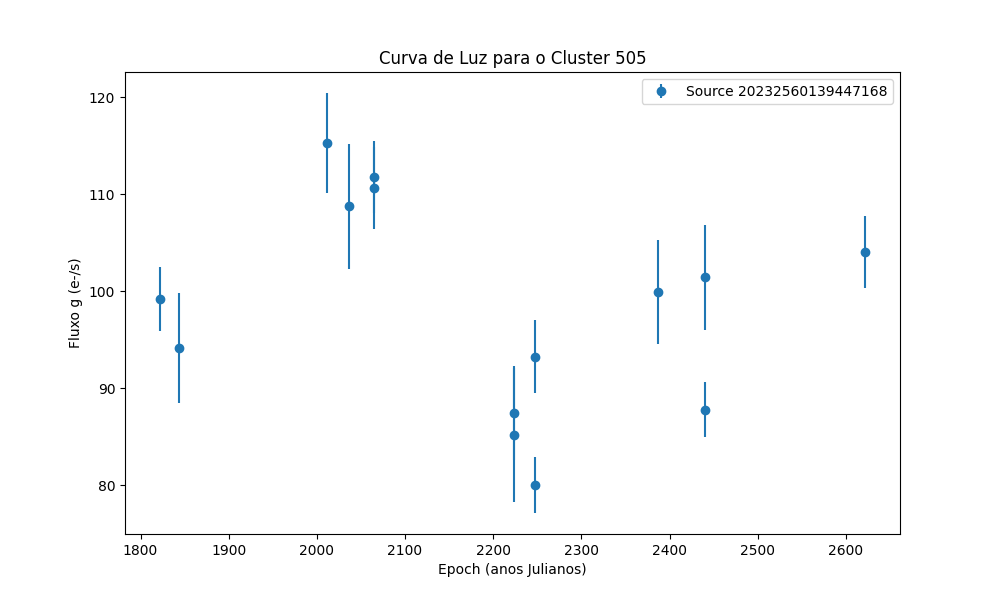 Curva de Luz para o Cluster 505
Source 20232560139447168
120
110
100
90
80
Fluxo g (e-/s)
1800 1900 2000 2100 2200 2300 2400 2500 2600
Epoch (anos Julianos)